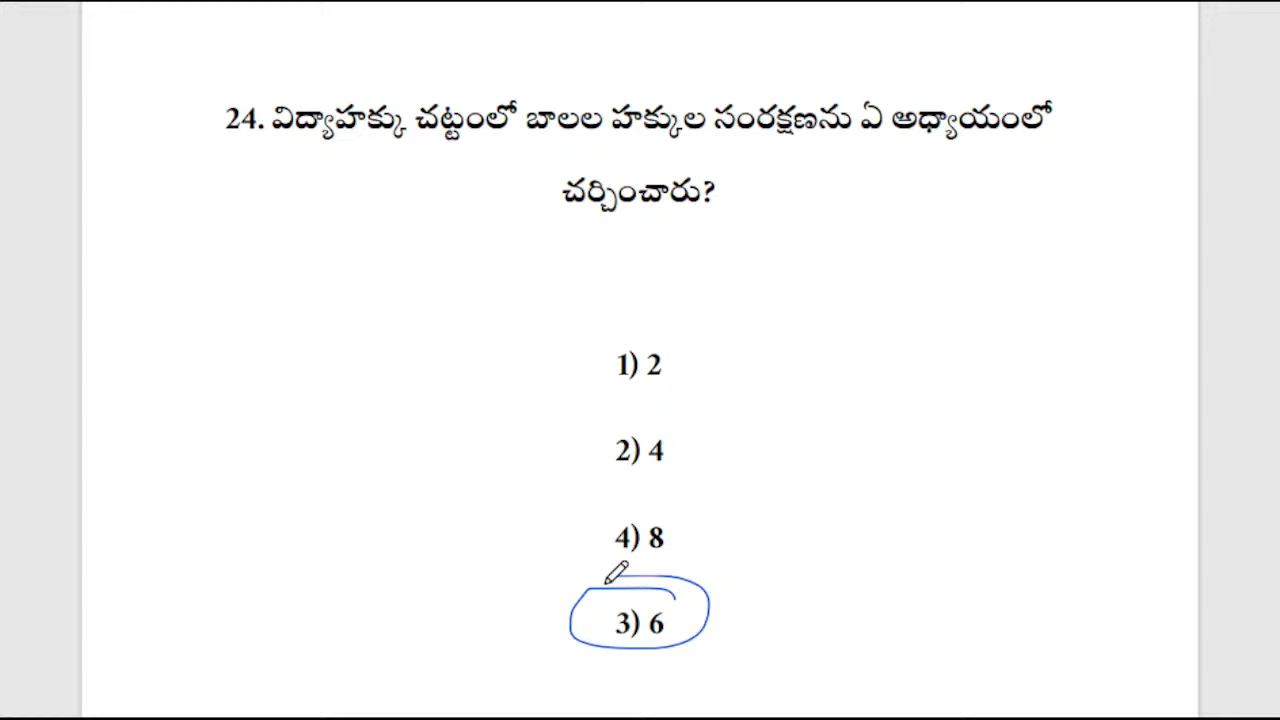 24. విద్యాహక్కు చట్టంలో బాలల హక్కుల సంరక్షణను ఏ అధ్యాయంలో
చర్చించారు?
1) 2
2) 4
4) 8
3) 6